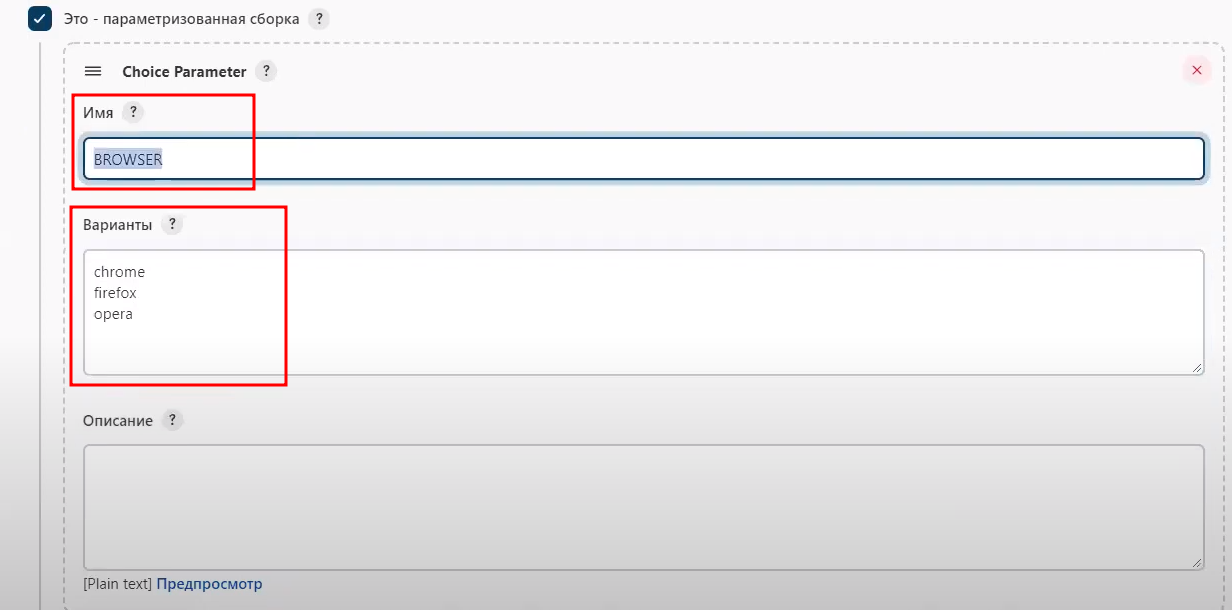 Это - параметризованная сборка ?
Choice Parameter ?
Имя ?
BROWSER
Варианты ?
chrome
firefox
opera
Описание ?
[Plain text] Предпросмотр